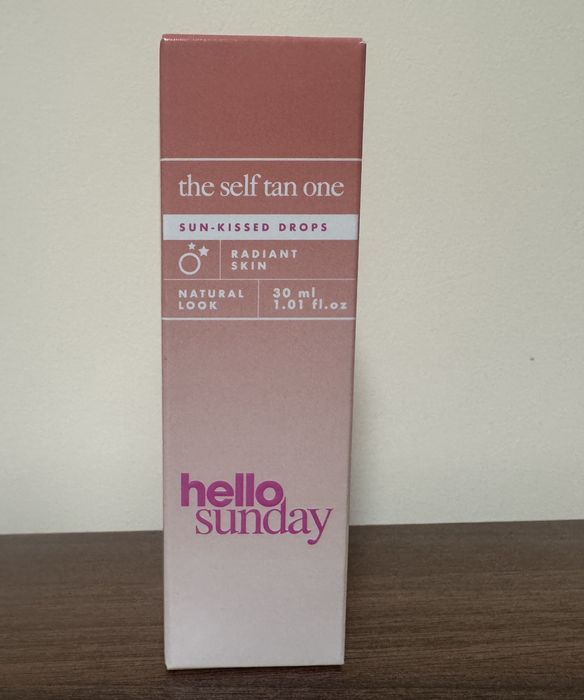 the self tan one
SUN-KISSED DROPS
RADIANT
SKIN
NATURAL
LOOK
30 ml
1.01 fl.oz
hello
sunday